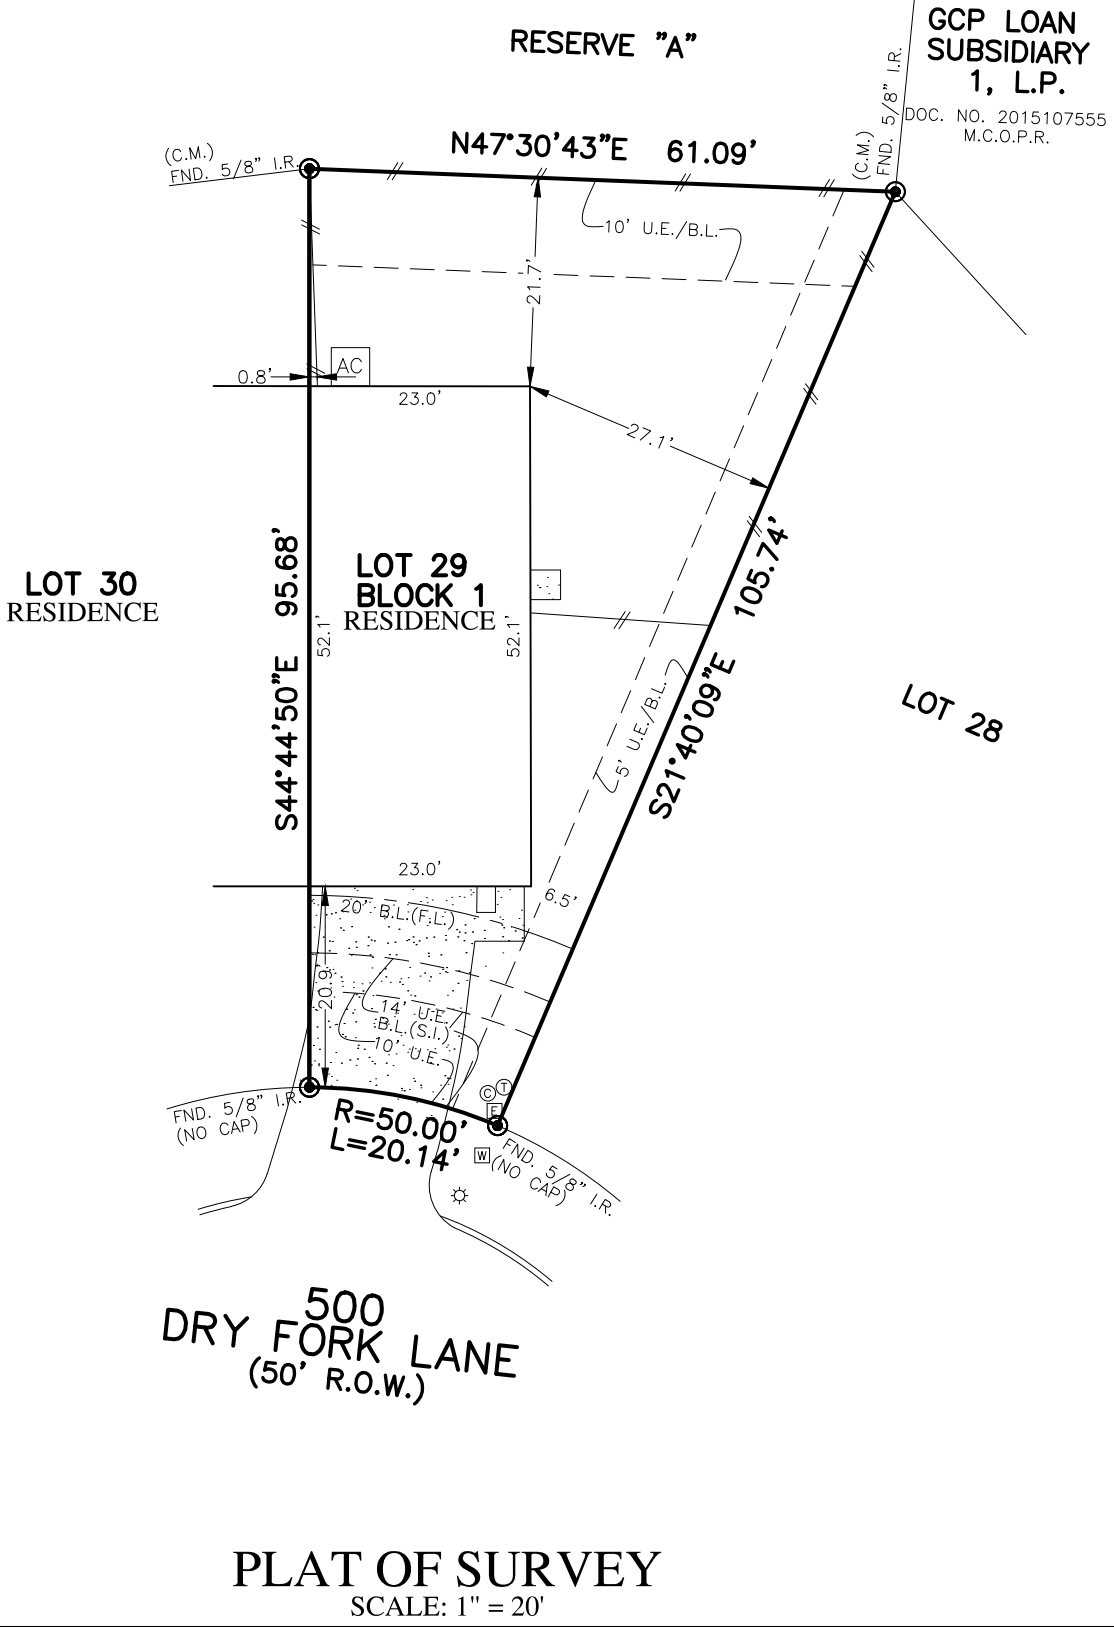 RESERVE "A"
GCP LOAN
SUBSIDIARY
1, L.P.
DOC. NO. 2015107555
M.C.O.P.R.
(C.M.)
FND. 5/8" I.R.
N47°30'43"E 61.09'
(C.M.)
FND. 5/8" I.R.
10' U.E./B.L.
21.7'
0.8'
AC
23.0'
27.1'
S44°44'50"E 95.68'
LOT 30
RESIDENCE
LOT 29
BLOCK 1
RESIDENCE
52.1'
52.1'
S21°40'09"E 105.74'
5' U.E./B.L.
LOT 28
23.0'
6.5'
20' B.L.(F.L.)
20.9'
14' U.E.
B.L.(S.I.)
10' U.E.
C
T
E
W
FND. 5/8" I.R.
(NO CAP)
R=50.00'
L=20.14'
FND. 5/8" I.R.
(NO CAP)
500
DRY FORK LANE
(50' R.O.W.)
PLAT OF SURVEY
SCALE: 1" = 20'